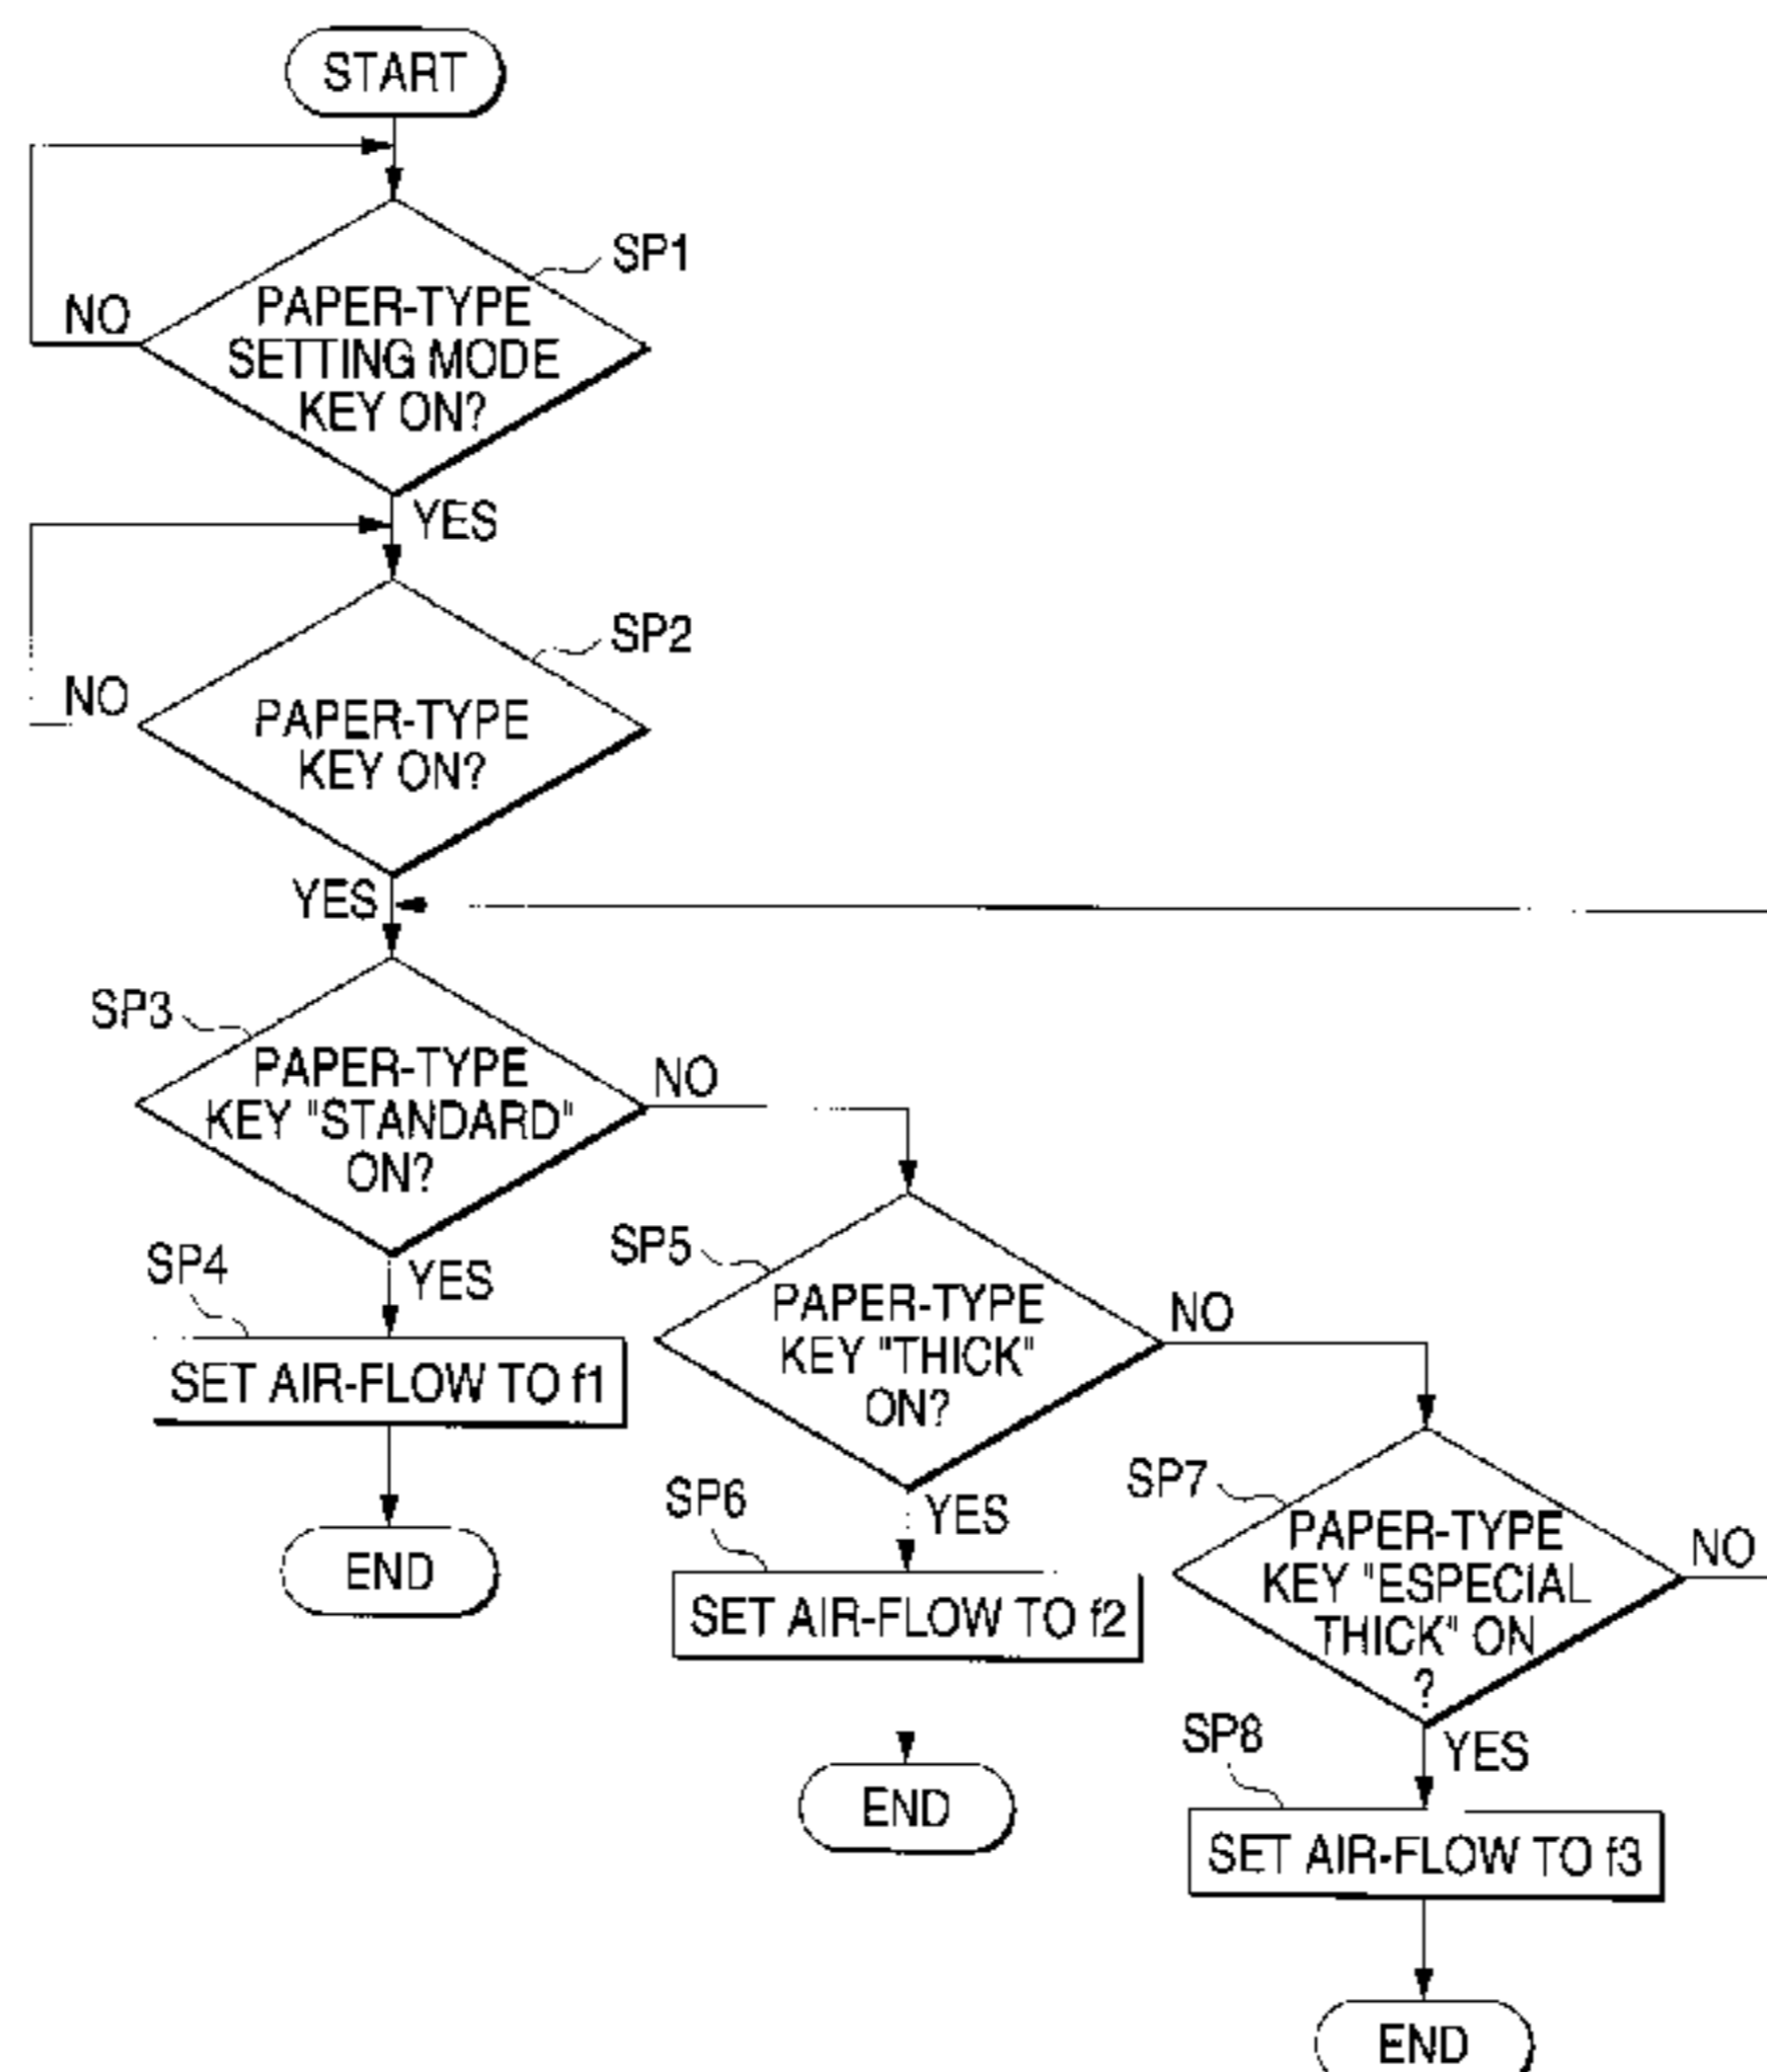 START
SP1
NO
PAPER-TYPE
SETTING MODE
KEY ON?
YES
SP2
NO
PAPER-TYPE
KEY ON?
YES
SP3
PAPER-TYPE
KEY "STANDARD"
ON?
NO
YES
SP4
SET AIR-FLOW TO f1
END
SP5
PAPER-TYPE
KEY "THICK"
ON?
NO
YES
SP6
SET AIR-FLOW TO f2
END
SP7
PAPER-TYPE
KEY "ESPECIAL
THICK" ON
?
NO
YES
SP8
SET AIR-FLOW TO f3
END